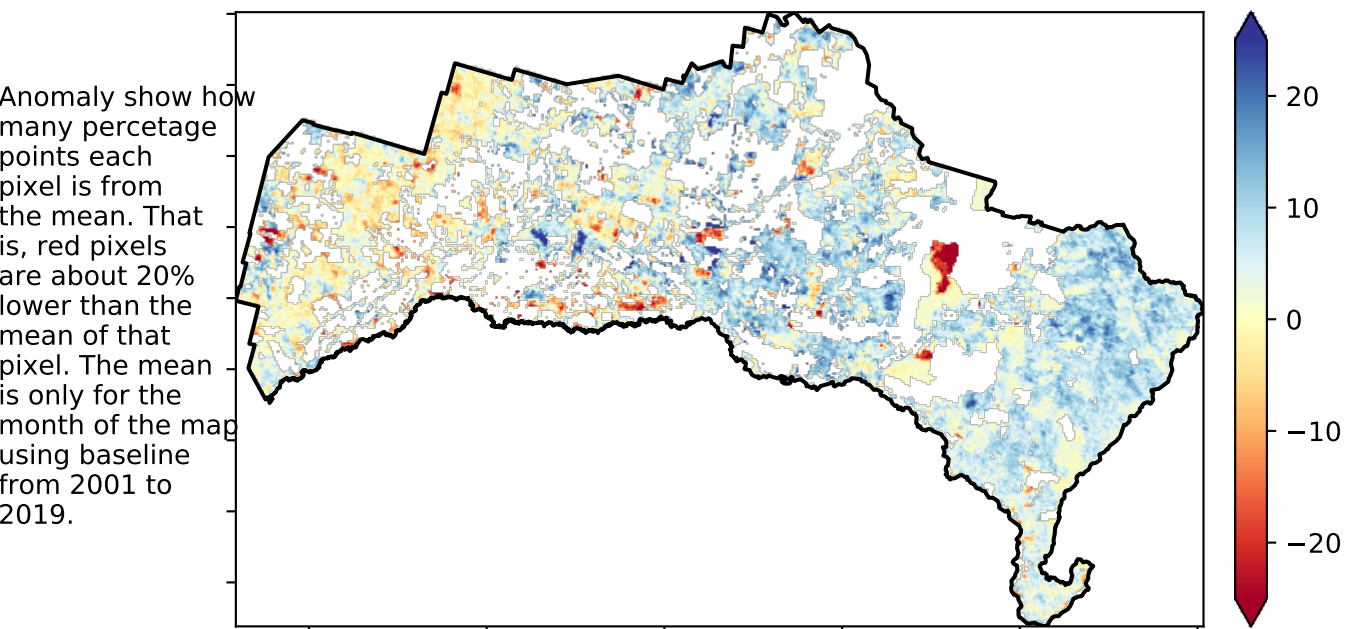 Anomaly show how
many percetage
points each
pixel is from
the mean. That
is, red pixels
are about 20%
lower than the
mean of that
pixel. The mean
is only for the
month of the map
using baseline
from 2001 to
2019.
20
10
0
−10
−20